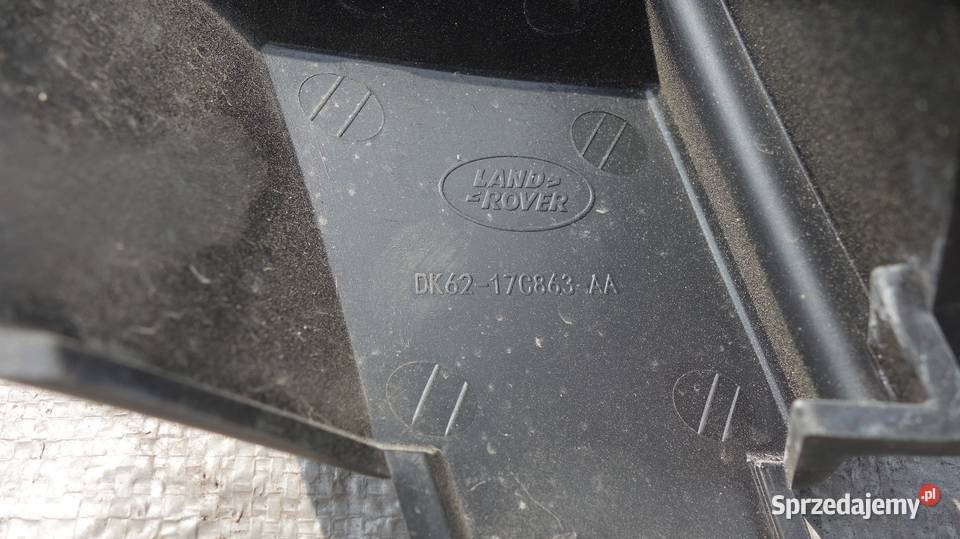 LAND
ROVER
DK62-17C863-AA
Sprzedajemy.pl